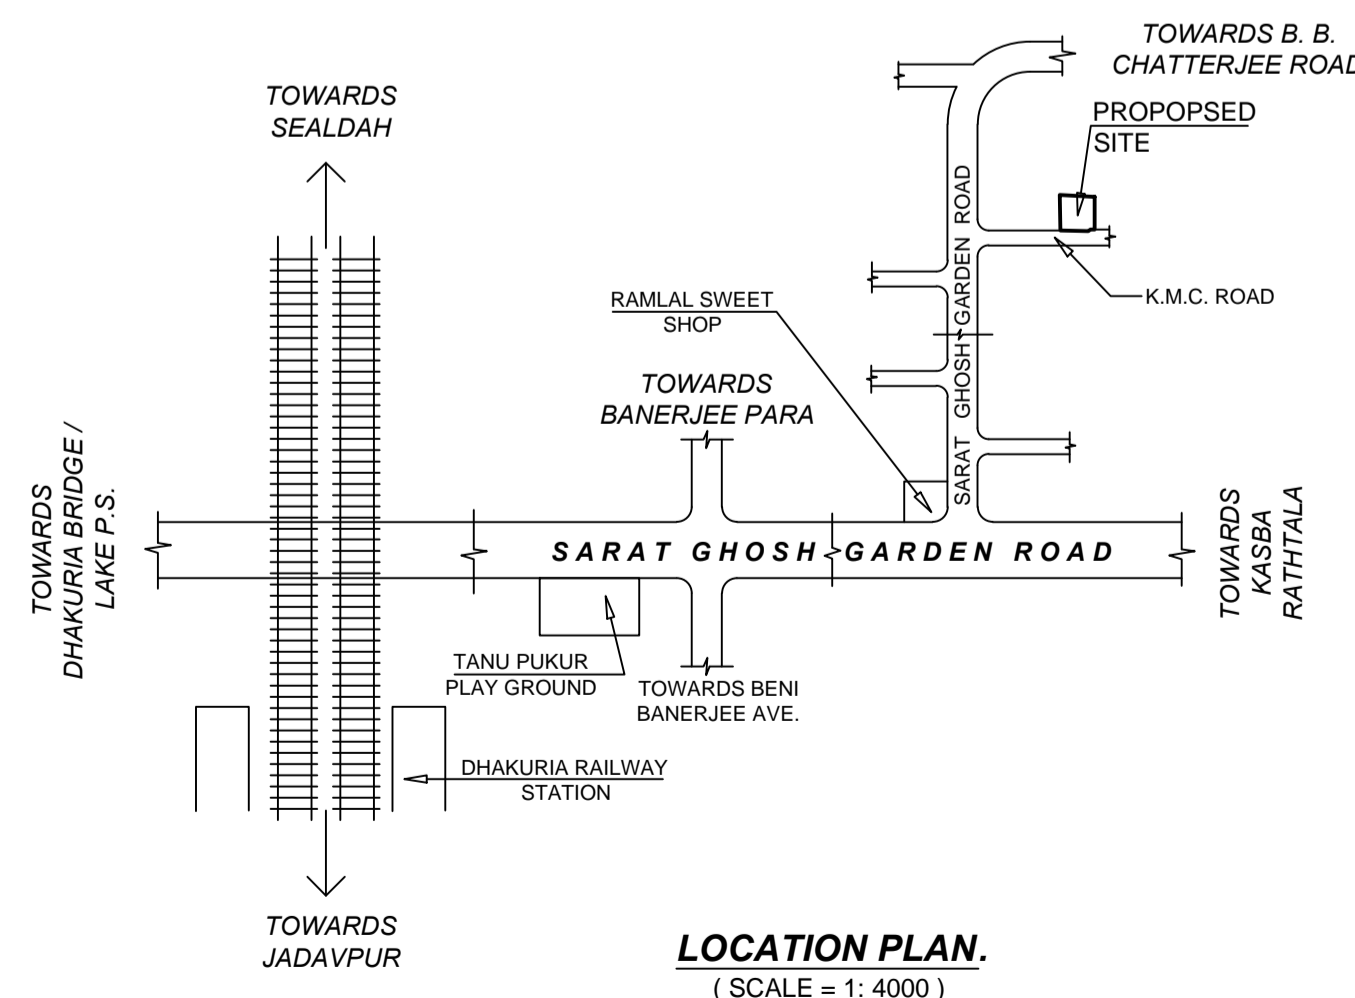 TOWARDS B. B.
CHATTERJEE ROAD
TOWARDS
SEALDAH
PROPOPSED
SITE
SARAT GHOSH GARDEN ROAD
K.M.C. ROAD
RAMLAL SWEET
SHOP
TOWARDS
BANERJEE PARA
TOWARDS
DHAKURIA BRIDGE /
LAKE P.S.
SARAT GHOSH GARDEN ROAD
TOWARDS
KASBA
RATHTALA
TANU PUKUR
PLAY GROUND
TOWARDS BENI
BANERJEE AVE.
DHAKURIA RAILWAY
STATION
TOWARDS
JADAVPUR
LOCATION PLAN.
( SCALE = 1: 4000 )